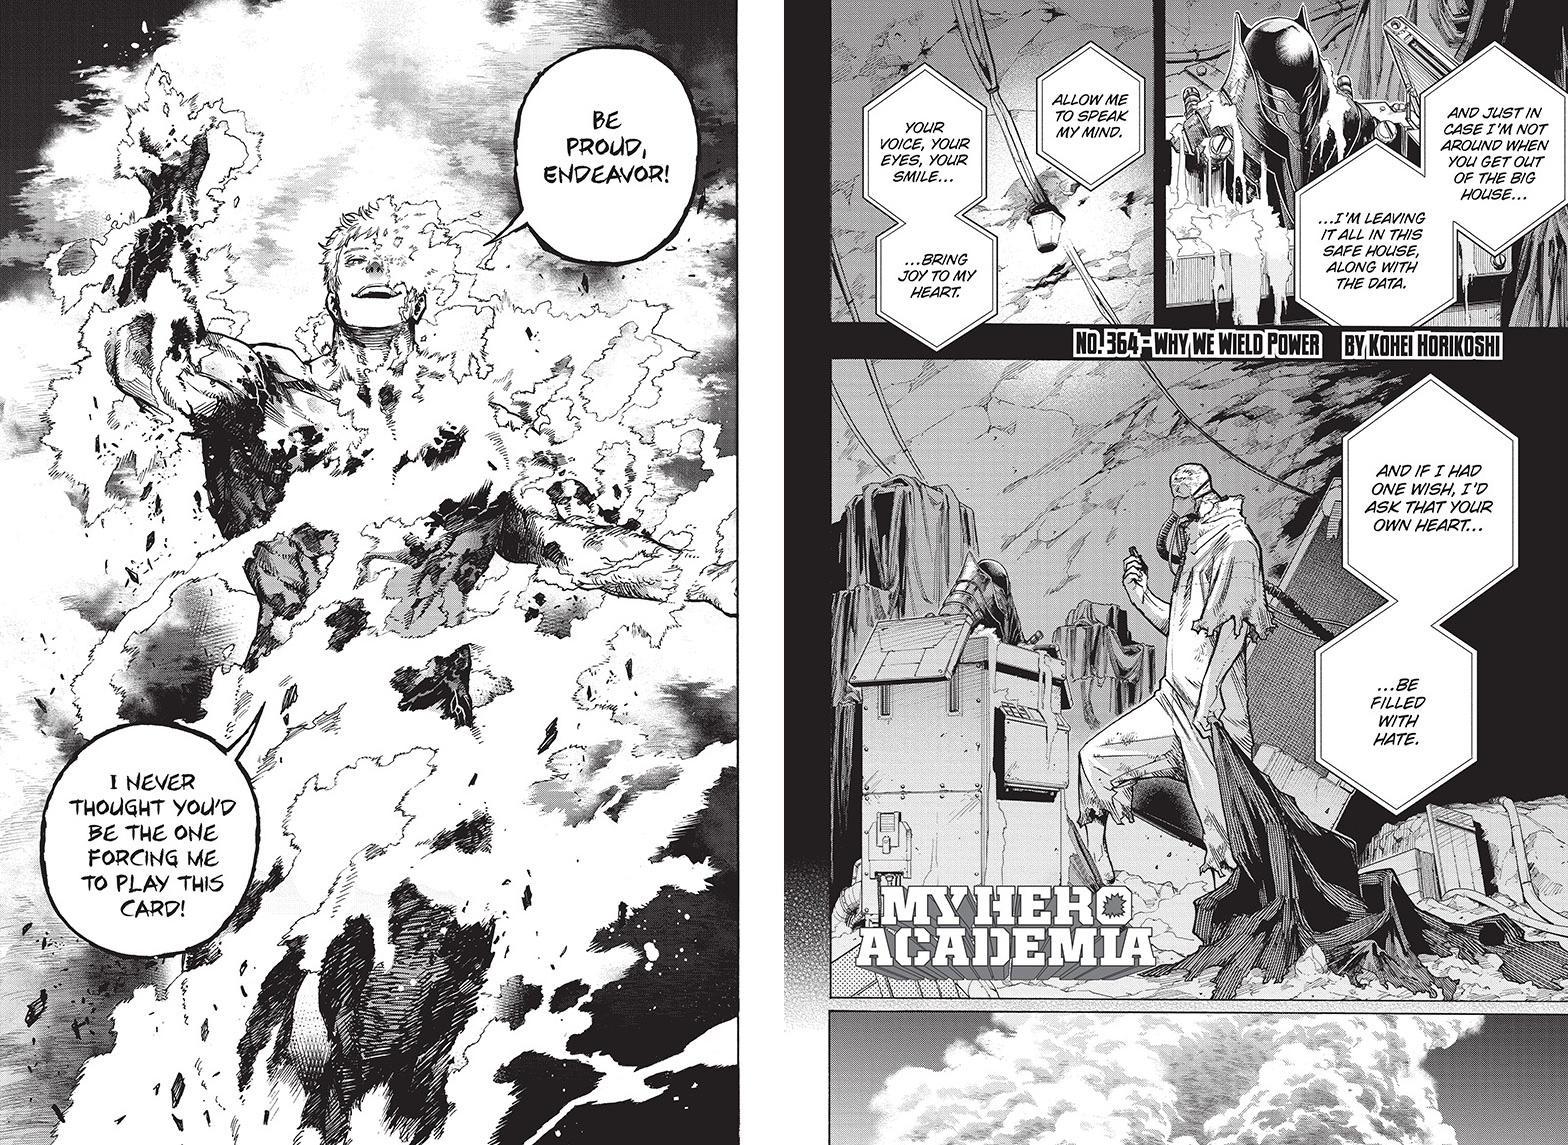 AND JUST IN
CASE I'M NOT
AROUND WHEN
YOU GET OUT
OF THE BIG
HOUSE...
...I'M LEAVING
IT ALL IN THIS
SAFE HOUSE,
ALONG WITH
THE DATA.
ALLOW ME
TO SPEAK
MY MIND.
YOUR
VOICE, YOUR
EYES, YOUR
SMILE...
...BRING
JOY TO MY
HEART.
NO. 364 - WHY WE WIELD POWER BY KOHEI HORIKOSHI
AND IF I HAD
ONE WISH, I'D
ASK THAT YOUR
OWN HEART...
...BE
FILLED
WITH
HATE.
MY HERO
ACADEMIA
BE
PROUD,
ENDEAVOR!
I NEVER
THOUGHT YOU'D
BE THE ONE
FORCING ME
TO PLAY THIS
CARD!